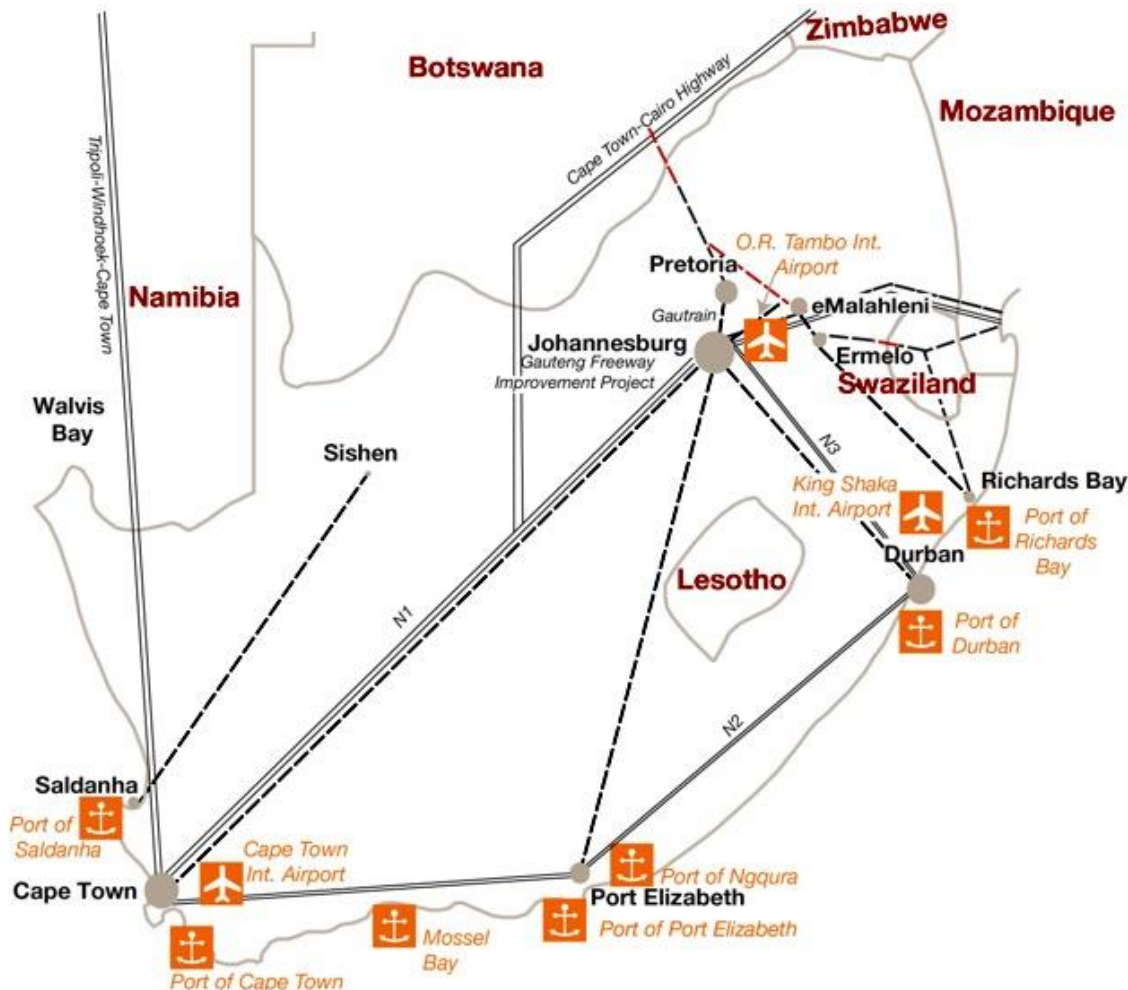 Zimbabwe
Botswana
Mozambique
Cape Town-Cairo Highway
Tripoli-Windhoek-Cape Town
O.R. Tambo Int.
Airport
Pretoria
Namibia
eMalahleni
Gautrain
Johannesburg
Gauteng Freeway
Improvement Project
Ermelo
Swaziland
Walvis
Bay
Sishen
N3
King Shaka
Int. Airport
Richards Bay
Port of
Richards
Bay
Durban
Lesotho
Port of
Durban
N1
N2
Saldanha
Port of
Saldanha
Cape Town
Int. Airport
Cape Town
Port of Ngqura
Port Elizabeth
Port of Port Elizabeth
Mossel
Bay
Port of Cape Town